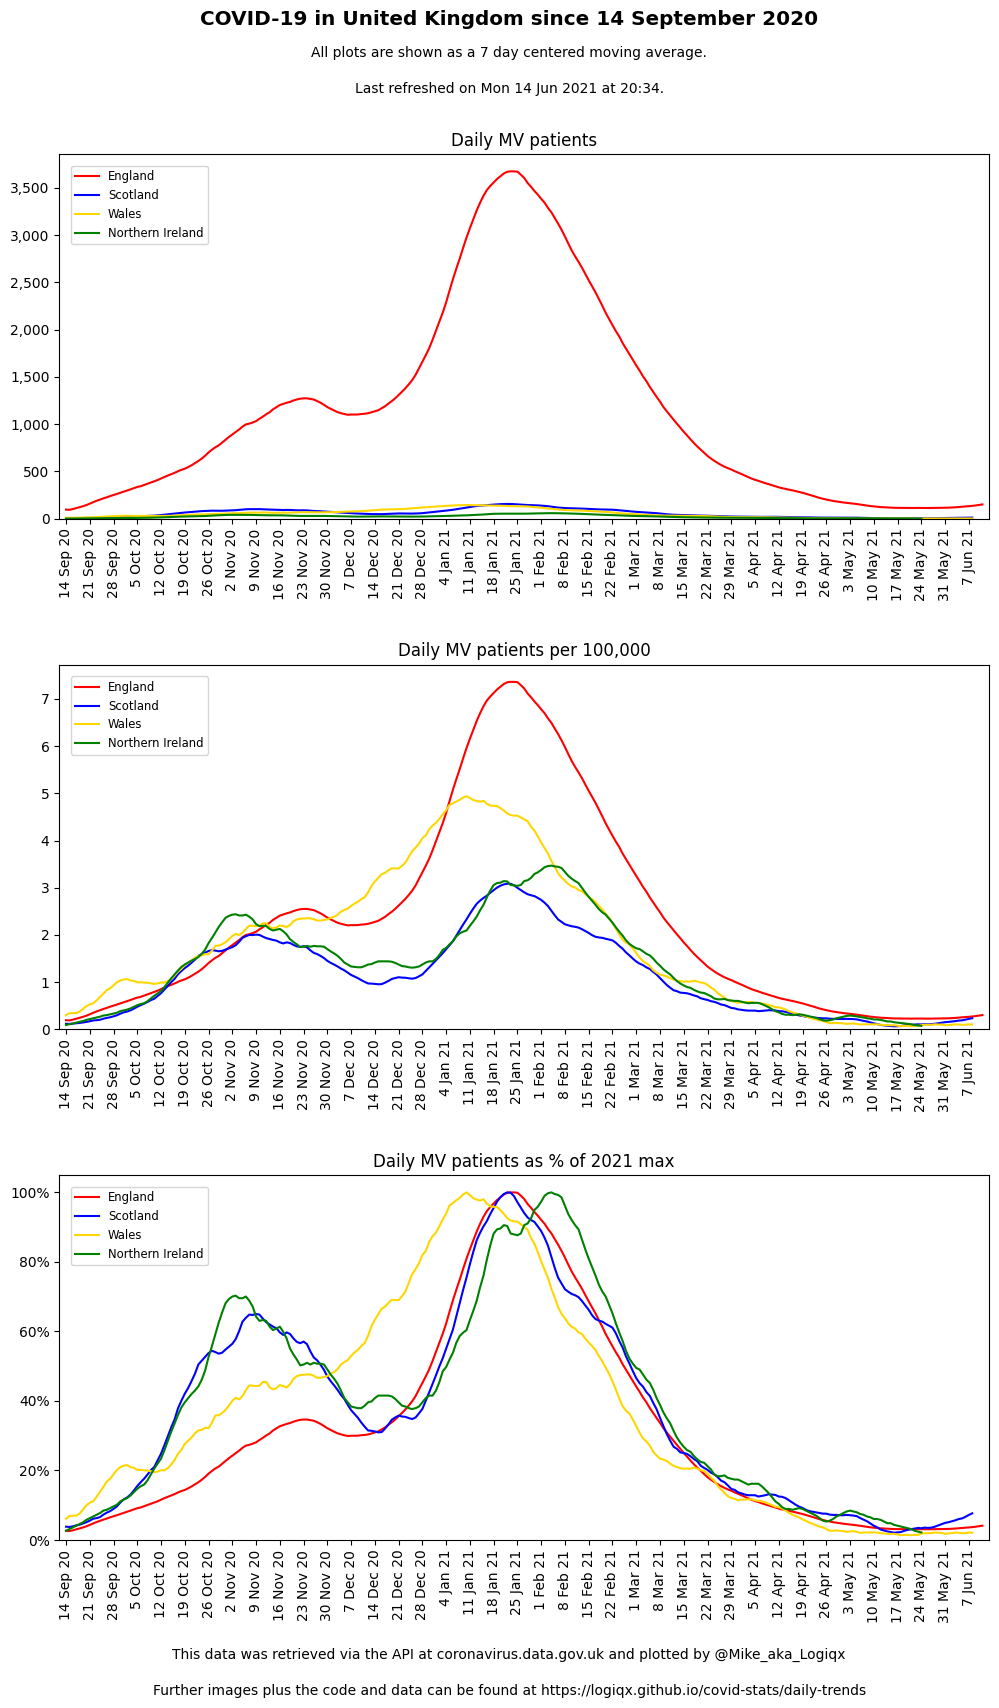 COVID-19 in United Kingdom since 14 September 2020
All plots are shown as a 7 day centered moving average.
Last refreshed on Mon 14 Jun 2021 at 20:34.
Daily MV patients
England
Scotland
Wales
Northern Ireland
3,500
3,000
2,500
2,000
1,500
1,000
500
0
14 Sep 20
21 Sep 20
28 Sep 20
5 Oct 20
12 Oct 20
19 Oct 20
26 Oct 20
2 Nov 20
9 Nov 20
16 Nov 20
23 Nov 20
30 Nov 20
7 Dec 20
14 Dec 20
21 Dec 20
28 Dec 20
4 Jan 21
11 Jan 21
18 Jan 21
25 Jan 21
1 Feb 21
8 Feb 21
15 Feb 21
22 Feb 21
1 Mar 21
8 Mar 21
15 Mar 21
22 Mar 21
29 Mar 21
5 Apr 21
12 Apr 21
19 Apr 21
26 Apr 21
3 May 21
10 May 21
17 May 21
24 May 21
31 May 21
7 Jun 21
Daily MV patients per 100,000
England
Scotland
Wales
Northern Ireland
7
6
5
4
3
2
1
0
14 Sep 20
21 Sep 20
28 Sep 20
5 Oct 20
12 Oct 20
19 Oct 20
26 Oct 20
2 Nov 20
9 Nov 20
16 Nov 20
23 Nov 20
30 Nov 20
7 Dec 20
14 Dec 20
21 Dec 20
28 Dec 20
4 Jan 21
11 Jan 21
18 Jan 21
25 Jan 21
1 Feb 21
8 Feb 21
15 Feb 21
22 Feb 21
1 Mar 21
8 Mar 21
15 Mar 21
22 Mar 21
29 Mar 21
5 Apr 21
12 Apr 21
19 Apr 21
26 Apr 21
3 May 21
10 May 21
17 May 21
24 May 21
31 May 21
7 Jun 21
Daily MV patients as % of 2021 max
England
Scotland
Wales
Northern Ireland
100%
80%
60%
40%
20%
0%
14 Sep 20
21 Sep 20
28 Sep 20
5 Oct 20
12 Oct 20
19 Oct 20
26 Oct 20
2 Nov 20
9 Nov 20
16 Nov 20
23 Nov 20
30 Nov 20
7 Dec 20
14 Dec 20
21 Dec 20
28 Dec 20
4 Jan 21
11 Jan 21
18 Jan 21
25 Jan 21
1 Feb 21
8 Feb 21
15 Feb 21
22 Feb 21
1 Mar 21
8 Mar 21
15 Mar 21
22 Mar 21
29 Mar 21
5 Apr 21
12 Apr 21
19 Apr 21
26 Apr 21
3 May 21
10 May 21
17 May 21
24 May 21
31 May 21
7 Jun 21
This data was retrieved via the API at coronavirus.data.gov.uk and plotted by @Mike_aka_Logiqx
Further images plus the code and data can be found at https://logiqx.github.io/covid-stats/daily-trends